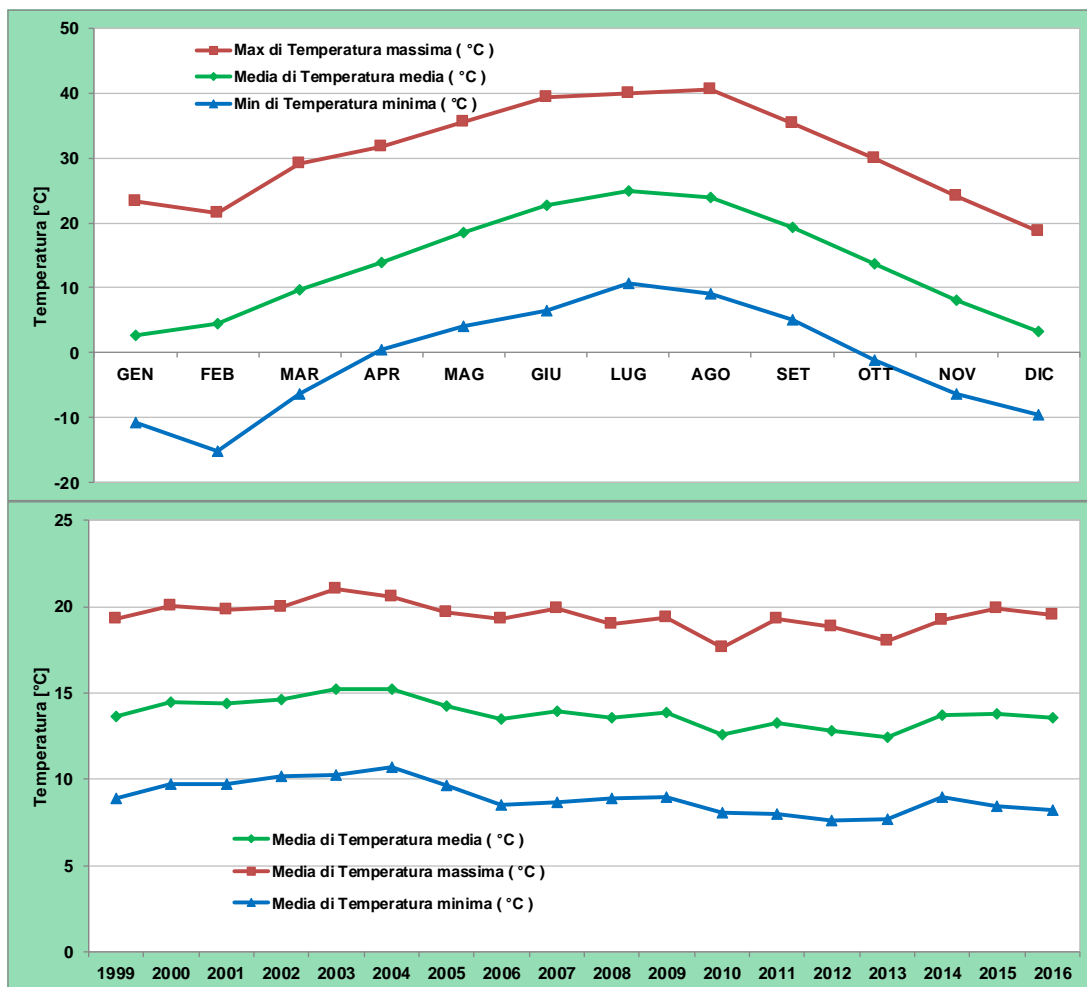 50
40
30
20
10
0
-10
-20
Temperatura [°C]
Max di Temperatura massima ( °C )
Media di Temperatura media ( °C )
Min di Temperatura minima ( °C )
GEN FEB MAR APR MAG GIU LUG AGO SET OTT NOV DIC
25
20
15
10
5
0
Temperatura [°C]
Media di Temperatura media ( °C )
Media di Temperatura massima ( °C )
Media di Temperatura minima ( °C )
1999 2000 2001 2002 2003 2004 2005 2006 2007 2008 2009 2010 2011 2012 2013 2014 2015 2016